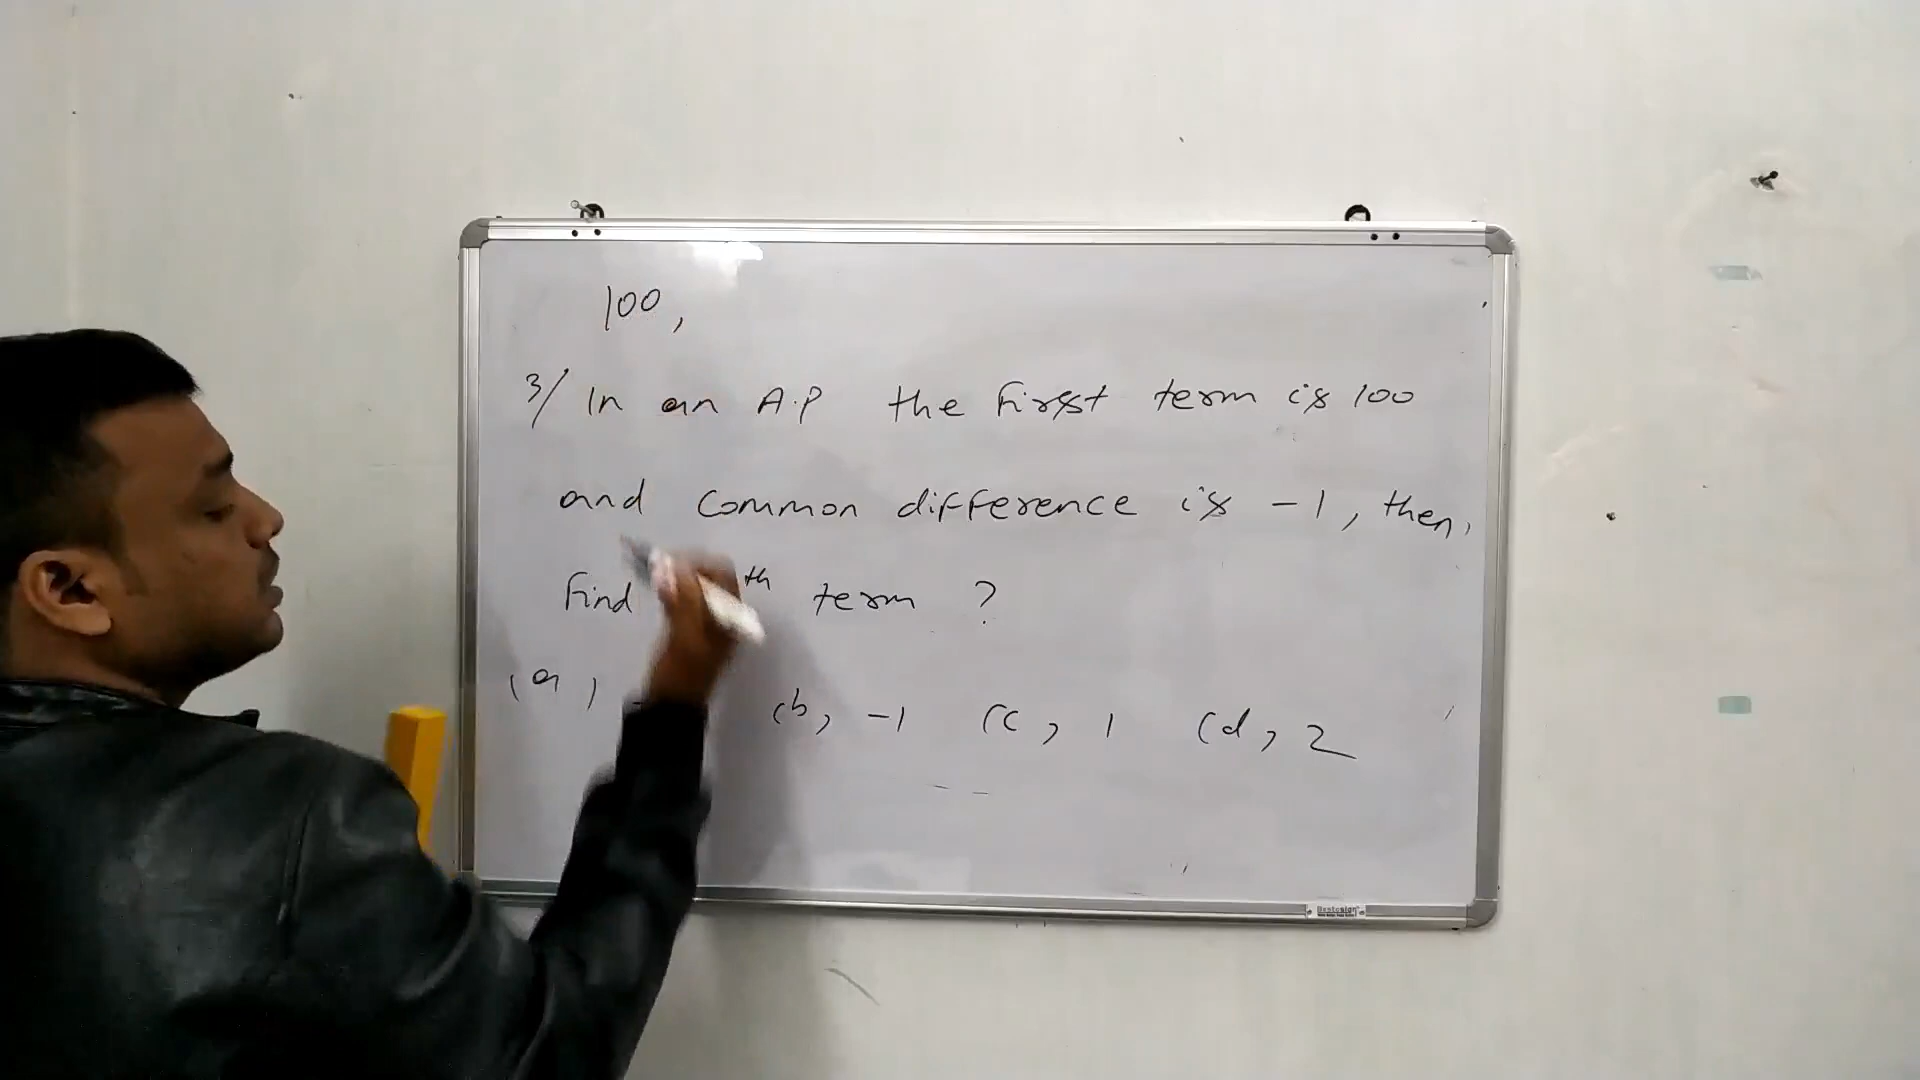 100,
3/ In an A.P the first term is 100
and common difference is -1, then,
Find th term ?
(a) (b) -1 (c) 1 (d) 2